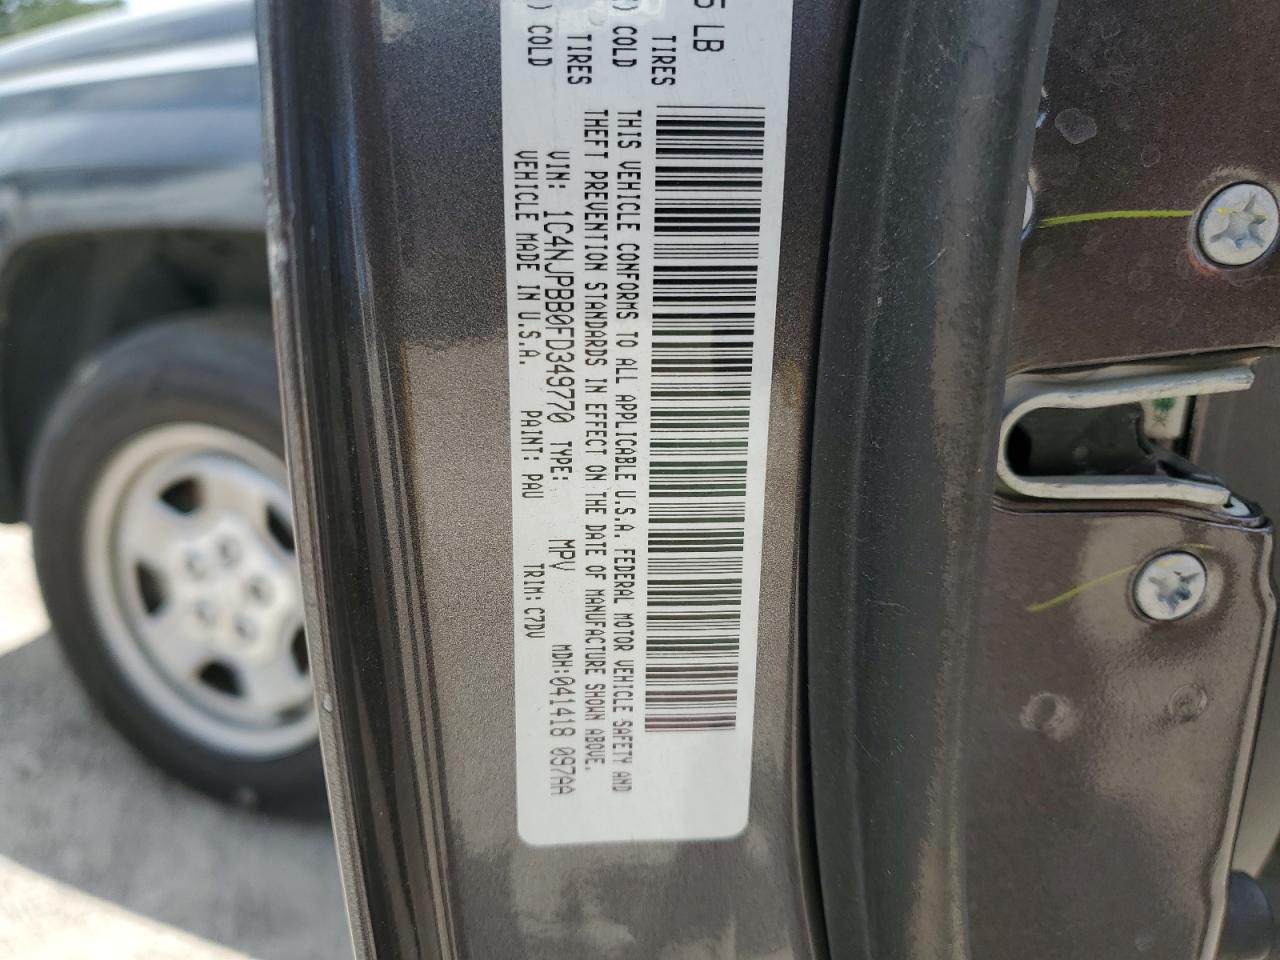 5 LB
TIRES
) COLD
TIRES
) COLD
THIS VEHICLE CONFORMS TO ALL APPLICABLE U.S.A. FEDERAL MOTOR VEHICLE SAFETY AND
THEFT PREVENTION STANDARDS IN EFFECT ON THE DATE OF MANUFACTURE SHOWN ABOVE.
VIN: 1C4NJPBB0FD349770 TYPE: MPV MDH:041418 097AA
VEHICLE MADE IN U.S.A. PAINT: PAU TRIM: C7DV